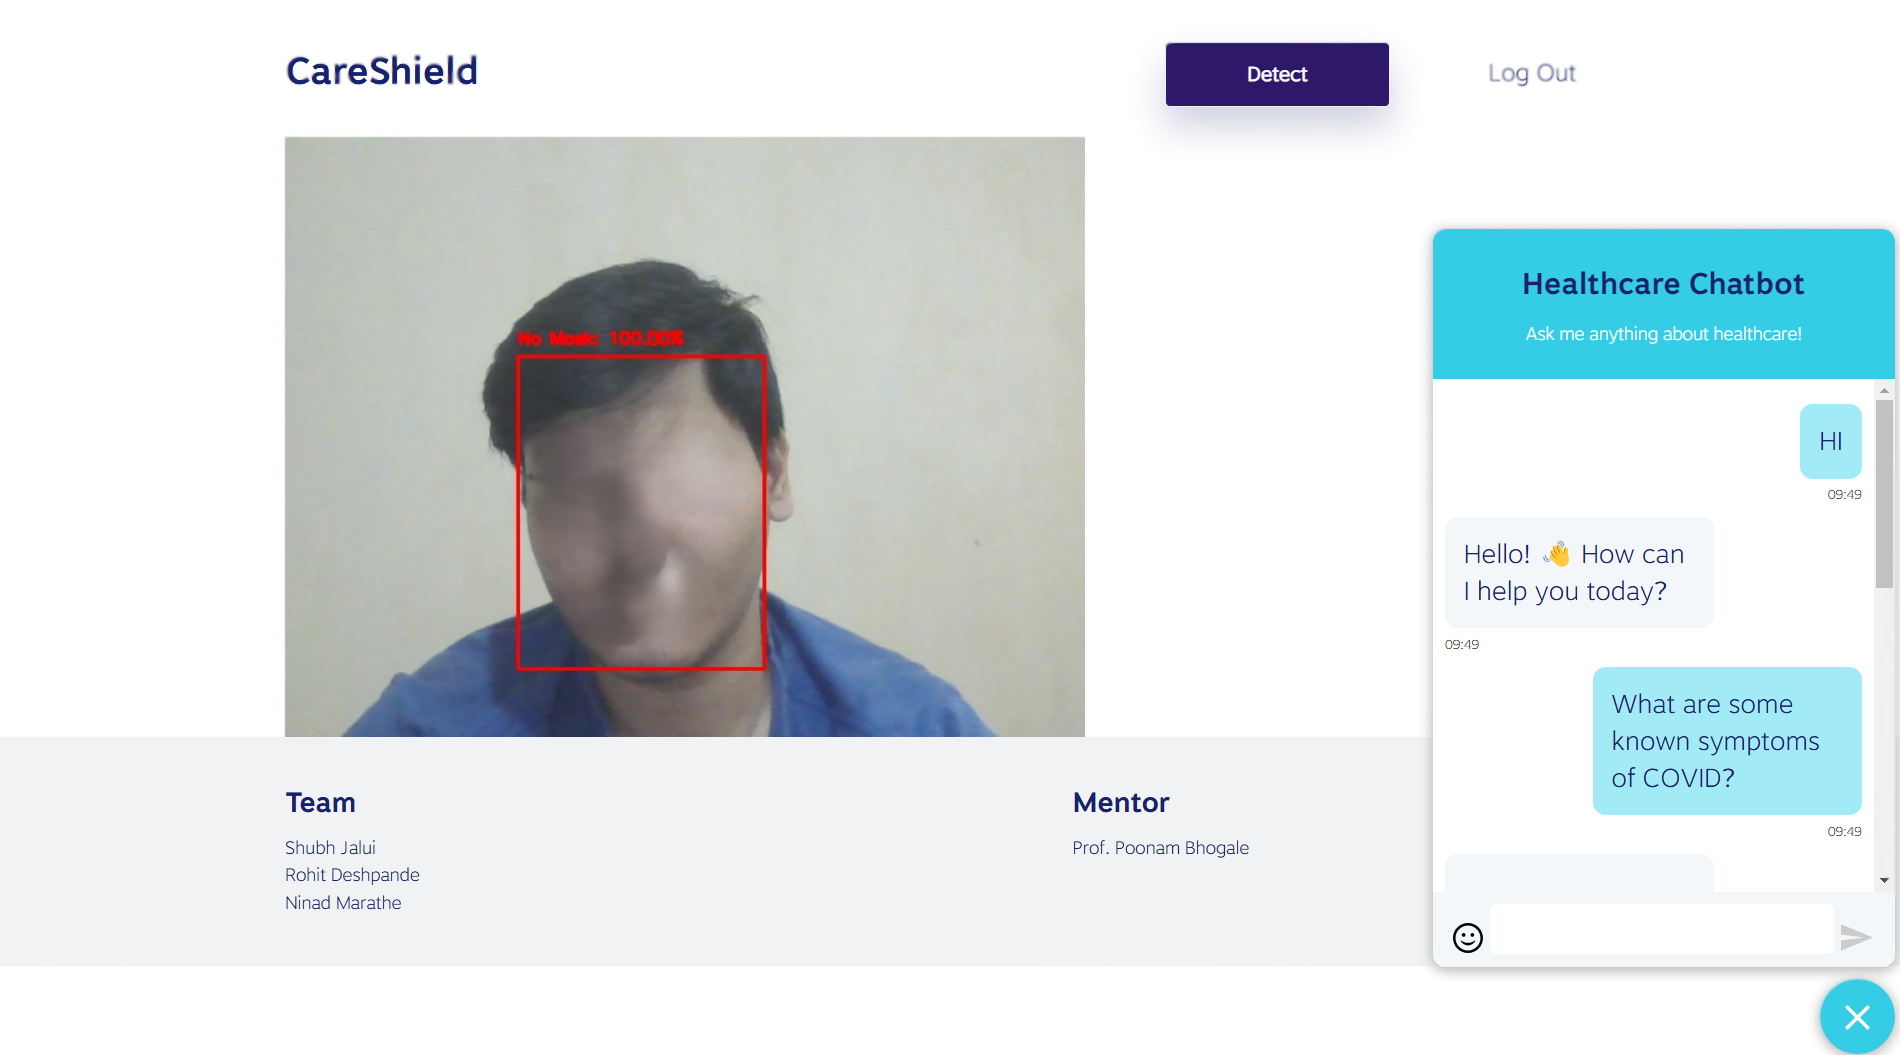 CareShield
Detect
Log Out
No Mask: 100.00%
Healthcare Chatbot
Ask me anything about healthcare!
HI
09:49
Hello! 👋 How can
I help you today?
09:49
What are some
known symptoms
of COVID?
09:49
Team
Shubh Jalui
Rohit Deshpande
Ninad Marathe
Mentor
Prof. Poonam Bhogale